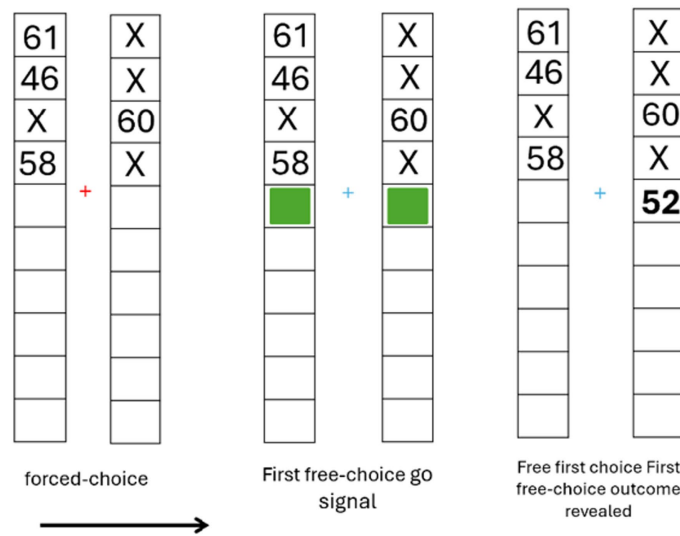 61 X
46 X
X 60
58 X
+
forced-choice
61 X
46 X
X 60
58 X
+
First free-choice go
signal
61 X
46 X
X 60
58 X
+ 52
Free first choice First
free-choice outcome
revealed